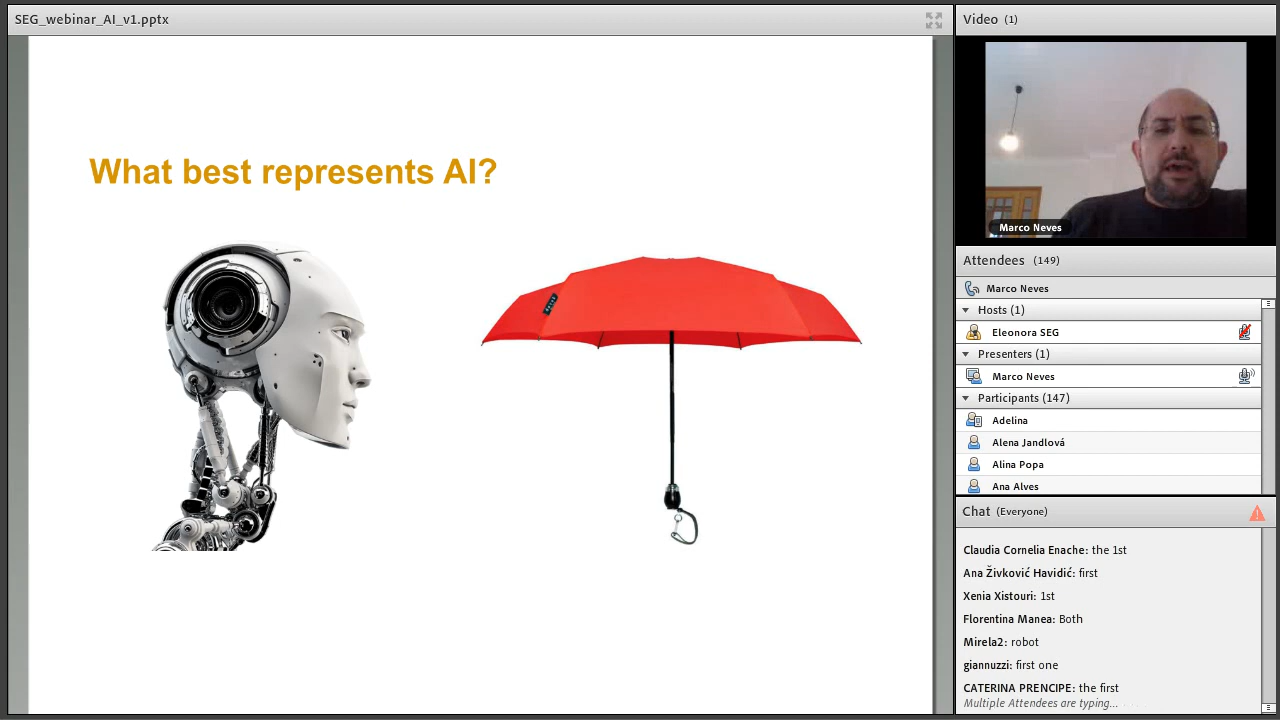 SEG_webinar_AI_v1.pptx
What best represents AI?
Video (1)
Marco Neves
Attendees (149)
Marco Neves
Hosts (1)
Eleonora SEG
Presenters (1)
Marco Neves
Participants (147)
Adelina
Alena Jandlová
Alina Popa
Ana Alves
Chat (Everyone)
Claudia Cornelia Enache: the 1st
Ana Živković Havidić: first
Xenia Xistouri: 1st
Florentina Manea: Both
Mirela2: robot
giannuzzi: first one
CATERINA PRENCIPE: the first
Multiple Attendees are typing...